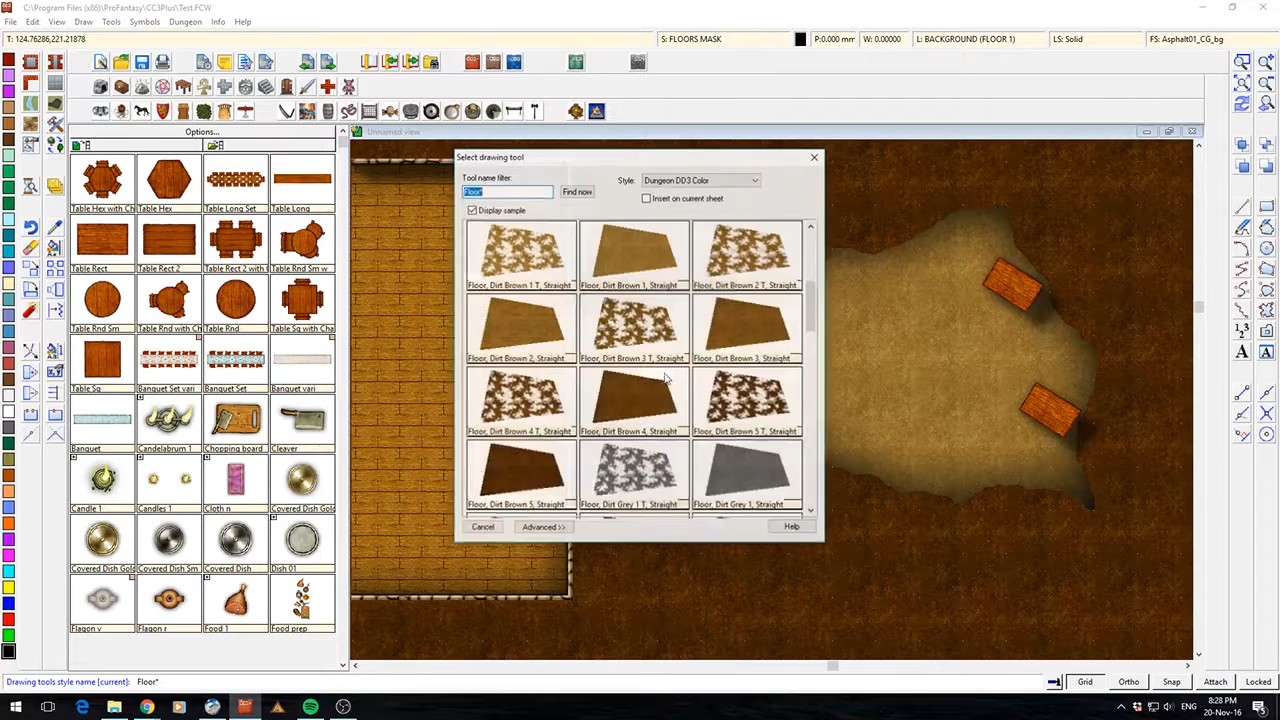 C:\Program Files (x86)\ProFantasy\CC3Plus\Test.FCW
File Edit View Draw Tools Symbols Dungeon Info Help
T: 124.76286,221.21878 S: FLOORS MASK P:0.000 mm W: 0.00000 L: BACKGROUND (FLOOR 1) LS: Solid FS: Asphalt01_CG_bg
Options...
Unnamed view
Select drawing tool
Tool name filter:
Floor*
Find now
Style:
Dungeon DD3 Color
Insert on current sheet
Display sample
Floor, Dirt Brown 1 T, Straight
Floor, Dirt Brown 1, Straight
Floor, Dirt Brown 2 T, Straight
Floor, Dirt Brown 2, Straight
Floor, Dirt Brown 3 T, Straight
Floor, Dirt Brown 3, Straight
Floor, Dirt Brown 4 T, Straight
Floor, Dirt Brown 4, Straight
Floor, Dirt Brown 5 T, Straight
Floor, Dirt Brown 5, Straight
Floor, Dirt Grey 1 T, Straight
Floor, Dirt Grey 1, Straight
Cancel
Advanced >>
Help
Table Hex with Ch
Table Hex
Table Long Set
Table Long
Table Rect
Table Rect 2
Table Rect 2 with C
Table Rnd Sm w
Table Rnd Sm
Table Rnd with Ch
Table Rnd
Table Sq with Chai
Table Sq
Banquet Set vari
Banquet Set
Banquet vari
Banquet
Candelabrum 1
Chopping board
Cleaver
Candle 1
Candles 1
Cloth n
Covered Dish Gold
Covered Dish Gold
Covered Dish Sm
Covered Dish
Dish 01
Flagon v
Flagon r
Food 1
Food prep
Drawing tools style name [current]: Floor*
Grid Ortho Snap Attach Locked
8:28 PM
20-Nov-16